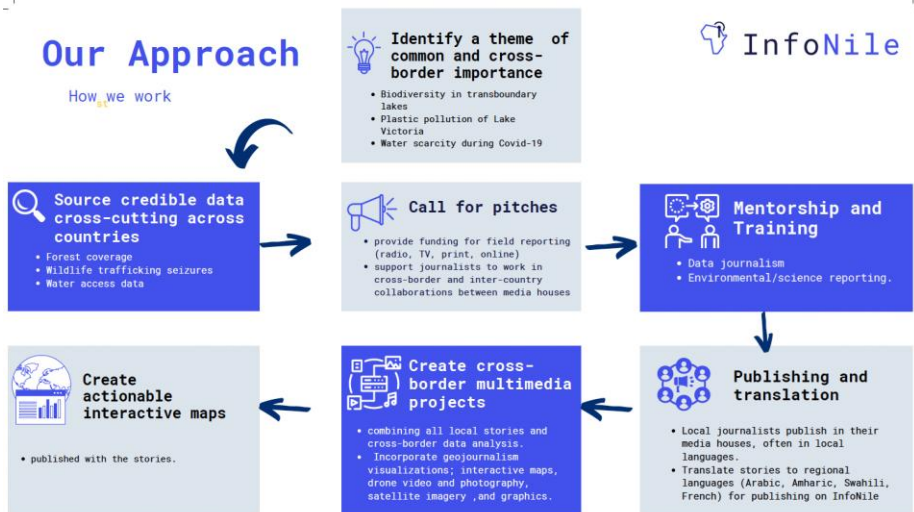 Our Approach
How we work
st
InfoNile
Identify a theme of
common and cross-
border importance
• Biodiversity in transboundary
lakes
• Plastic pollution of Lake
Victoria
• Water scarcity during Covid-19
Source credible data
cross-cutting across
countries
• Forest coverage
• Wildlife trafficking seizures
• Water access data
Call for pitches
• provide funding for field reporting
(radio, TV, print, online)
• support journalists to work in
cross-border and inter-country
collaborations between media houses
Mentorship and
Training
• Data journalism
• Environmental/science reporting.
Publishing and
translation
• Local journalists publish in their
media houses, often in local
languages.
• Translate stories to regional
languages (Arabic, Amharic, Swahili,
French) for publishing on InfoNile
Create cross-
border multimedia
projects
• combining all local stories and
cross-border data analysis.
• Incorporate geojournalism
visualizations; interactive maps,
drone video and photography,
satellite imagery ,and graphics.
Create
actionable
interactive maps
• published with the stories.